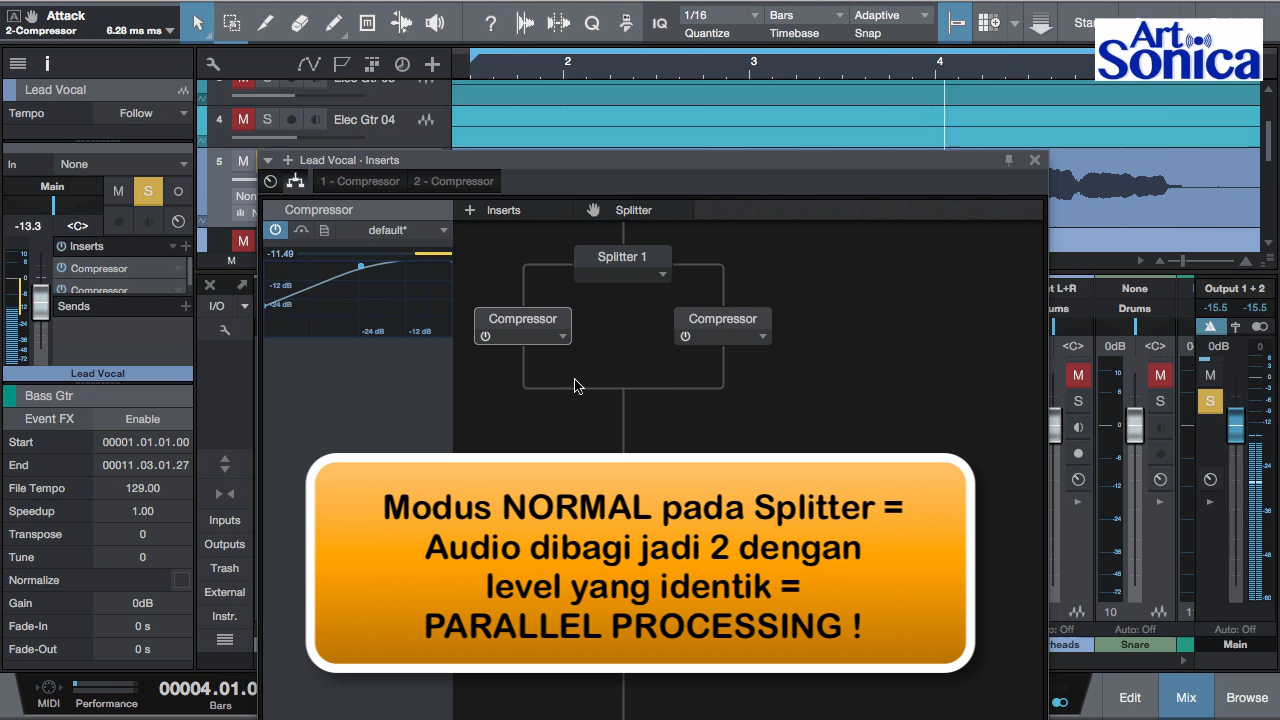 Attack
2-Compressor 6.28 ms ms
IQ
1/16 Bars Adaptive
Quantize Timebase Snap
Art
Sonica
Lead Vocal
Tempo Follow
In None
Main
M S O
-13.3 <C>
Inserts
Compressor
Compressor
Sends
Lead Vocal
Bass Gtr
Event FX Enable
Start 00001.01.01.00
End 00011.03.01.27
File Tempo 129.00
Speedup 1.00
Transpose 0
Tune 0
Normalize
Gain 0dB
Fade-In 0 s
Fade-Out 0 s
2 3 4
4 M S Elec Gtr 04
5 M
M
M
I/O
Inputs
Outputs
Trash
External
Instr.
Lead Vocal - Inserts
1 - Compressor 2 - Compressor
Compressor Inserts Splitter
default*
-11.49
-12 dB
-24 dB
-24 dB -12 dB
Splitter 1
Compressor Compressor
Modus NORMAL pada Splitter =
Audio dibagi jadi 2 dengan
level yang identik =
PARALLEL PROCESSING !
None Output 1 + 2
Drums -15.5 -15.5
<C> <C>
0dB 0dB 0dB
M M M
S S S
10
Auto: Off Auto: Off
Snare Main
MIDI Performance
00004.01.0
Bars
Edit Mix Browse